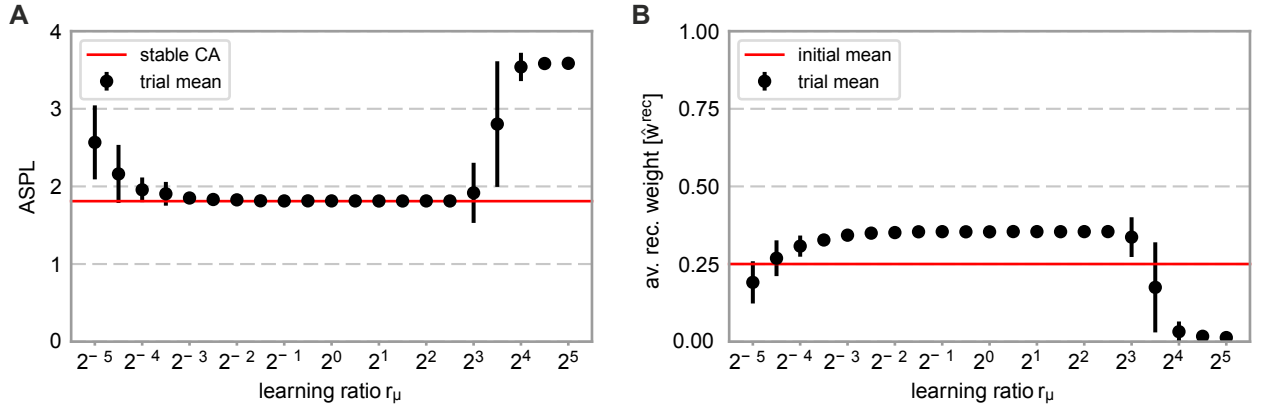 A
4
3
2
1
0
ASPL
stable CA
trial mean
2⁻⁵ 2⁻⁴ 2⁻³ 2⁻² 2⁻¹ 2⁰ 2¹ 2² 2³ 2⁴ 2⁵
learning ratio rμ
B
1.00
0.75
0.50
0.25
0.00
av. rec. weight [ŵʳᵉᶜ]
initial mean
trial mean
2⁻⁵ 2⁻⁴ 2⁻³ 2⁻² 2⁻¹ 2⁰ 2¹ 2² 2³ 2⁴ 2⁵
learning ratio rμ